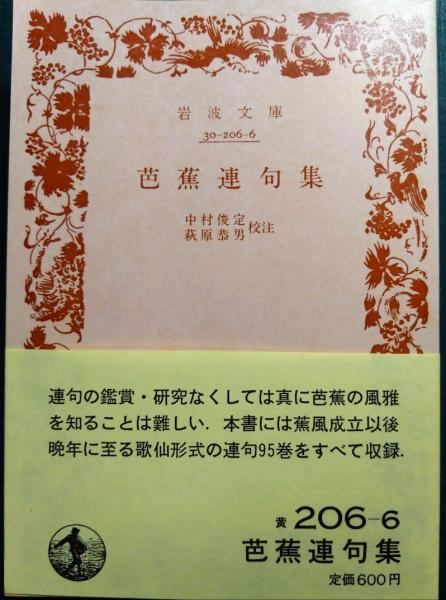 岩波文庫
30-206-6
芭蕉連句集
中村俊定
萩原恭男 校注
連句の鑑賞・研究なくしては真に芭蕉の風雅
を知ることは難しい．本書には蕉風成立以後
晩年に至る歌仙形式の連句95巻をすべて収録．
黄 206-6
芭蕉連句集
定価600円